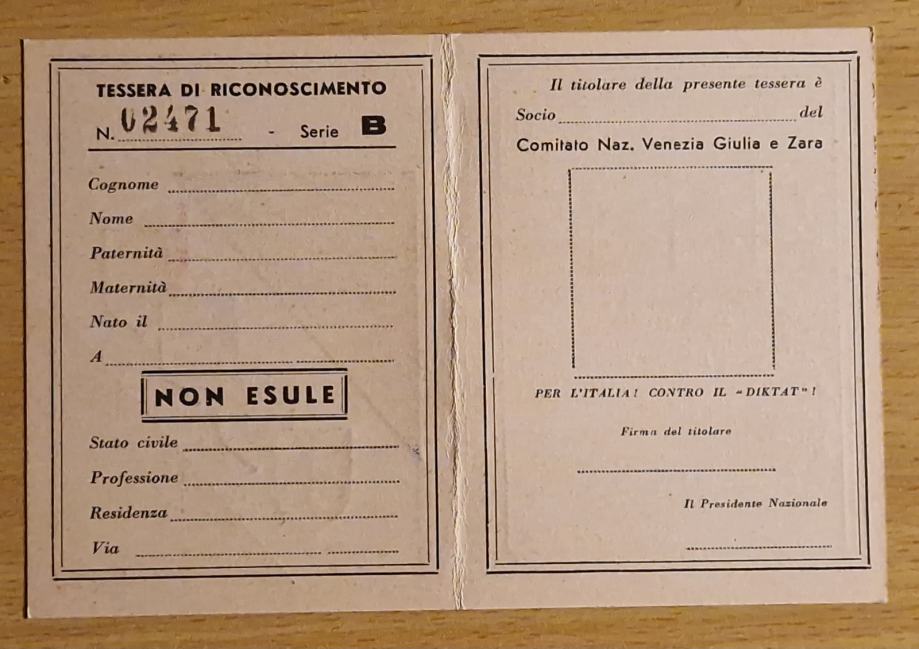 TESSERA DI RICONOSCIMENTO
N. 02471 - Serie B
Cognome
Nome
Paternità
Maternità
Nato il
A
NON ESULE
Stato civile
Professione
Residenza
Via
Il titolare della presente tessera è
Socio del
Comitato Naz. Venezia Giulia e Zara
PER L'ITALIA! CONTRO IL "DIKTAT"!
Firma del titolare
Il Presidente Nazionale